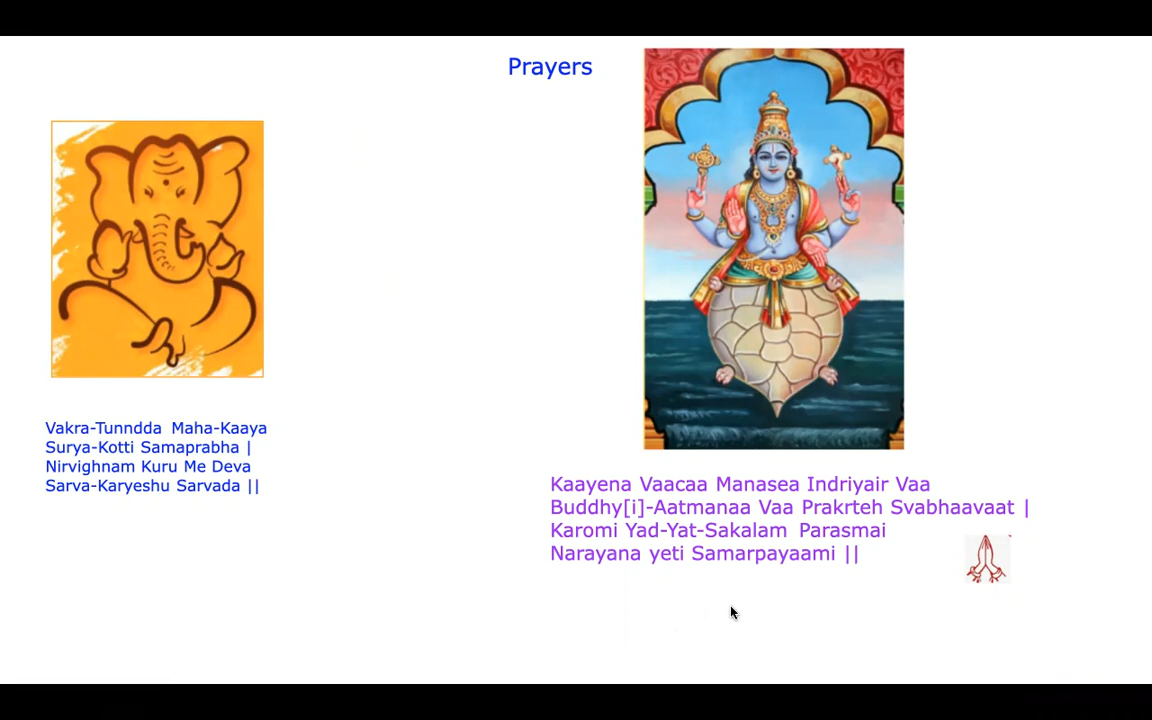 Prayers
Vakra-Tunndda Maha-Kaaya
Surya-Kotti Samaprabha |
Nirvighnam Kuru Me Deva
Sarva-Karyeshu Sarvada ||
Kaayena Vaacaa Manasea Indriyair Vaa
Buddhy[i]-Aatmanaa Vaa Prakrteh Svabhaavaat |
Karomi Yad-Yat-Sakalam Parasmai
Narayana yeti Samarpayaami ||